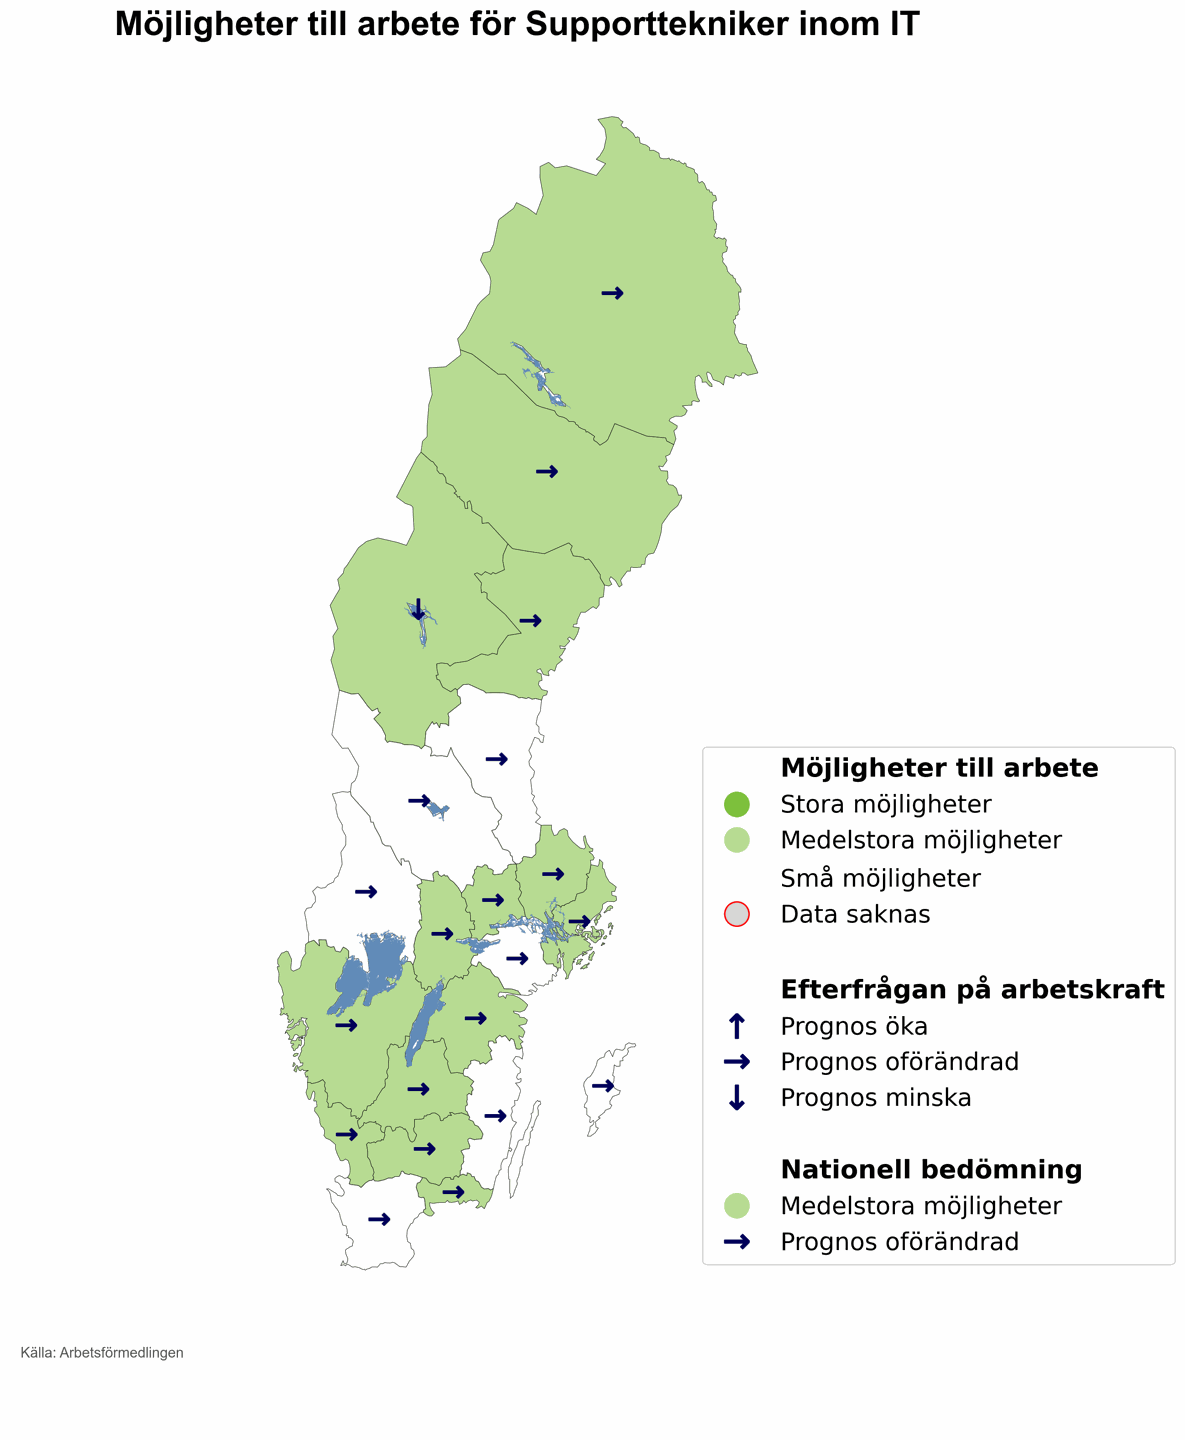 Möjligheter till arbete för Supporttekniker inom IT
Möjligheter till arbete
Stora möjligheter
Medelstora möjligheter
Små möjligheter
Data saknas
Efterfrågan på arbetskraft
Prognos öka
Prognos oförändrad
Prognos minska
Nationell bedömning
Medelstora möjligheter
Prognos oförändrad
Källa: Arbetsförmedlingen